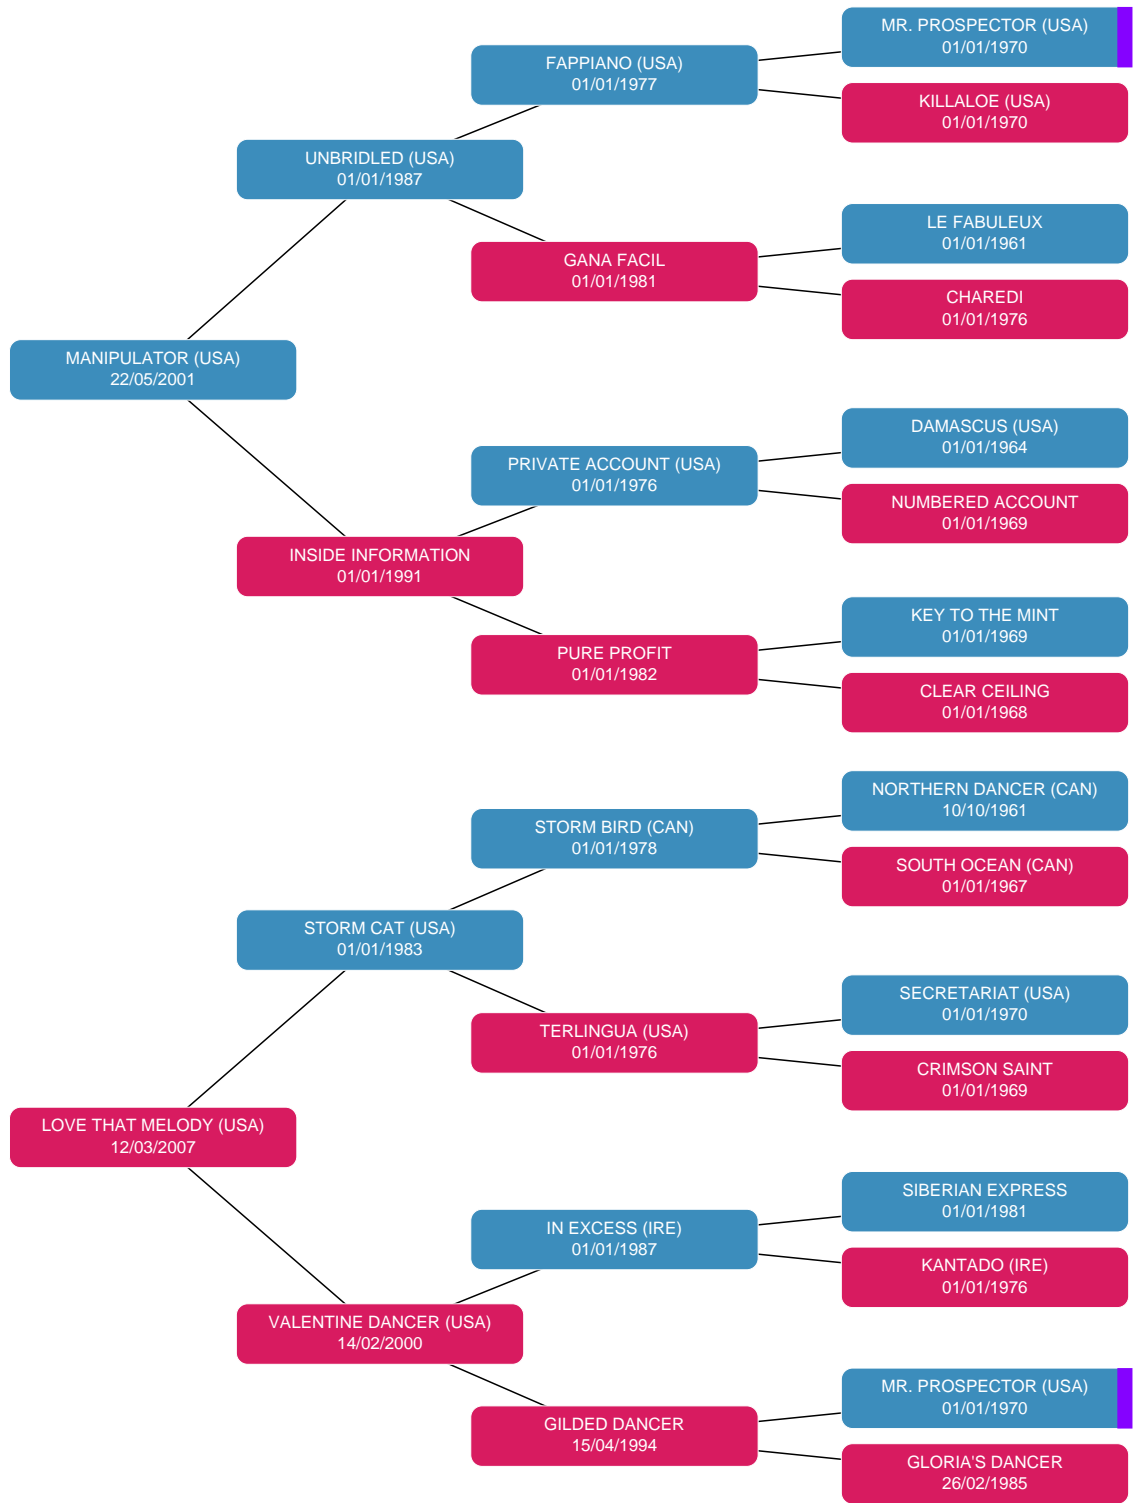 MR. PROSPECTOR (USA)
01/01/1970
FAPPIANO (USA)
01/01/1977
KILLALOE (USA)
01/01/1970
UNBRIDLED (USA)
01/01/1987
LE FABULEUX
01/01/1961
GANA FACIL
01/01/1981
CHAREDI
01/01/1976
MANIPULATOR (USA)
22/05/2001
DAMASCUS (USA)
01/01/1964
PRIVATE ACCOUNT (USA)
01/01/1976
NUMBERED ACCOUNT
01/01/1969
INSIDE INFORMATION
01/01/1991
KEY TO THE MINT
01/01/1969
PURE PROFIT
01/01/1982
CLEAR CEILING
01/01/1968
NORTHERN DANCER (CAN)
10/10/1961
STORM BIRD (CAN)
01/01/1978
SOUTH OCEAN (CAN)
01/01/1967
STORM CAT (USA)
01/01/1983
SECRETARIAT (USA)
01/01/1970
TERLINGUA (USA)
01/01/1976
CRIMSON SAINT
01/01/1969
LOVE THAT MELODY (USA)
12/03/2007
SIBERIAN EXPRESS
01/01/1981
IN EXCESS (IRE)
01/01/1987
KANTADO (IRE)
01/01/1976
VALENTINE DANCER (USA)
14/02/2000
MR. PROSPECTOR (USA)
01/01/1970
GILDED DANCER
15/04/1994
GLORIA'S DANCER
26/02/1985